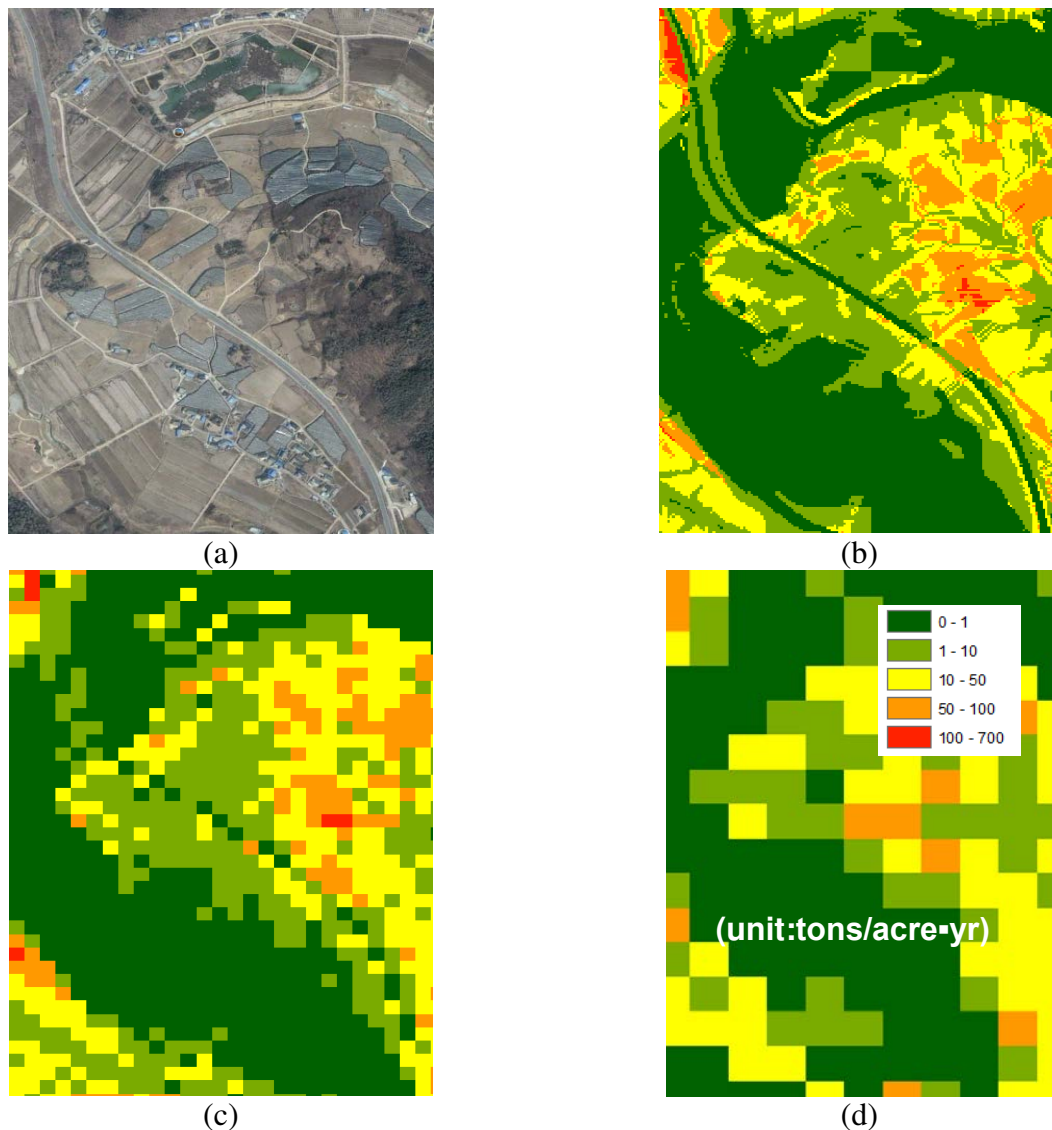 (a)
(b)
0 - 1
1 - 10
10 - 50
50 - 100
100 - 700
(unit:tons/acre▪yr)
(c)
(d)